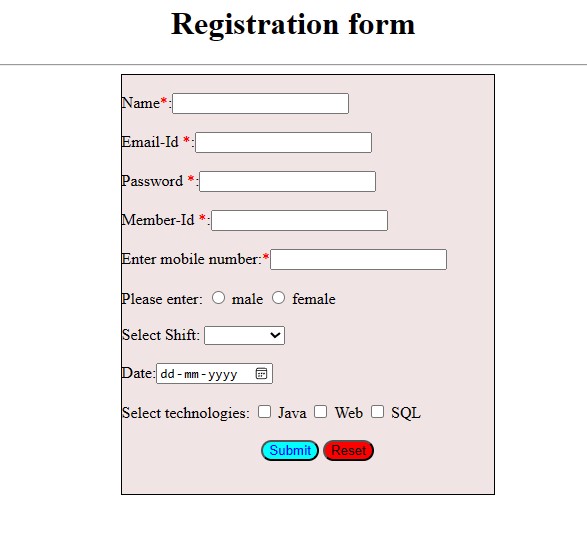 Registration form
Name*:
Email-Id *:
Password *:
Member-Id *:
Enter mobile number:*
Please enter: male female
Select Shift:
Date: dd-mm-yyyy
Select technologies: Java Web SQL
Submit Reset